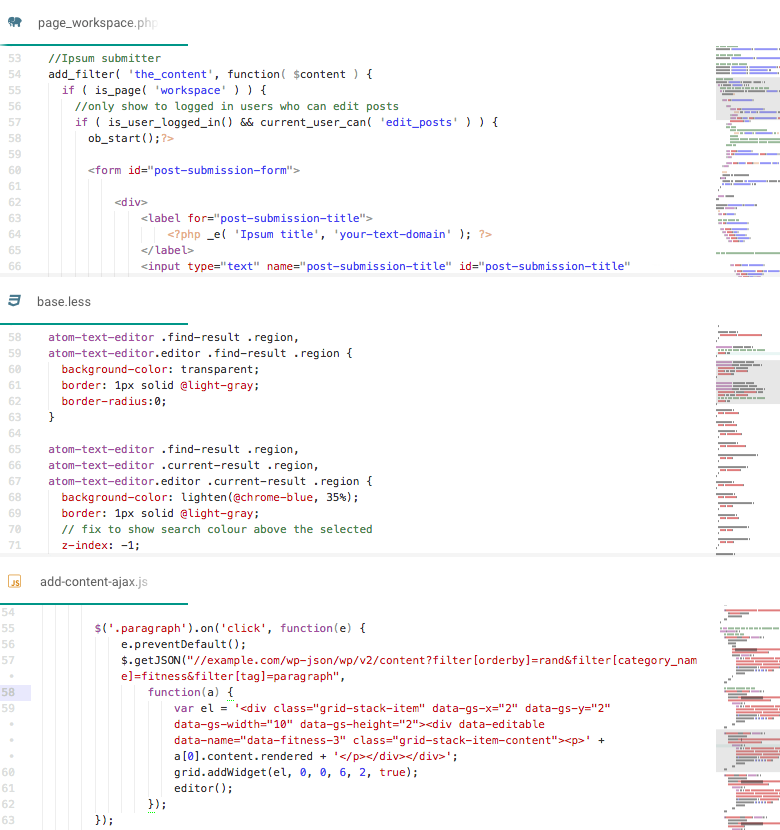 page_workspace.php
53 //Ipsum submitter
54 add_filter( 'the_content', function( $content ) {
55 if ( is_page( 'workspace' ) ) {
56 //only show to logged in users who can edit posts
57 if ( is_user_logged_in() && current_user_can( 'edit_posts' ) ) {
58 ob_start();?>
59
60 <form id="post-submission-form">
61
62 <div>
63 <label for="post-submission-title">
64 <?php _e( 'Ipsum title', 'your-text-domain' ); ?>
65 </label>
66 <input type="text" name="post-submission-title" id="post-submission-title"
base.less
58 atom-text-editor .find-result .region,
59 atom-text-editor.editor .find-result .region {
60 background-color: transparent;
61 border: 1px solid @light-gray;
62 border-radius:0;
63 }
64
65 atom-text-editor .find-result .region,
66 atom-text-editor .current-result .region,
67 atom-text-editor.editor .current-result .region {
68 background-color: lighten(@chrome-blue, 35%);
69 border: 1px solid @light-gray;
70 // fix to show search colour above the selected
71 z-index: -1;
JS add-content-ajax.js
54
55 $('.paragraph').on('click', function(e) {
56 e.preventDefault();
57 $.getJSON("//example.com/wp-json/wp/v2/content?filter[orderby]=rand&filter[category_nam
• e]=fitness&filter[tag]=paragraph",
58 function(a) {
59 var el = '<div class="grid-stack-item" data-gs-x="2" data-gs-y="2"
• data-gs-width="10" data-gs-height="2"><div data-editable
• data-name="data-fitness-3" class="grid-stack-item-content"><p>' +
• a[0].content.rendered + '</p></div></div>';
60 grid.addWidget(el, 0, 0, 6, 2, true);
61 editor();
62 });
63 });